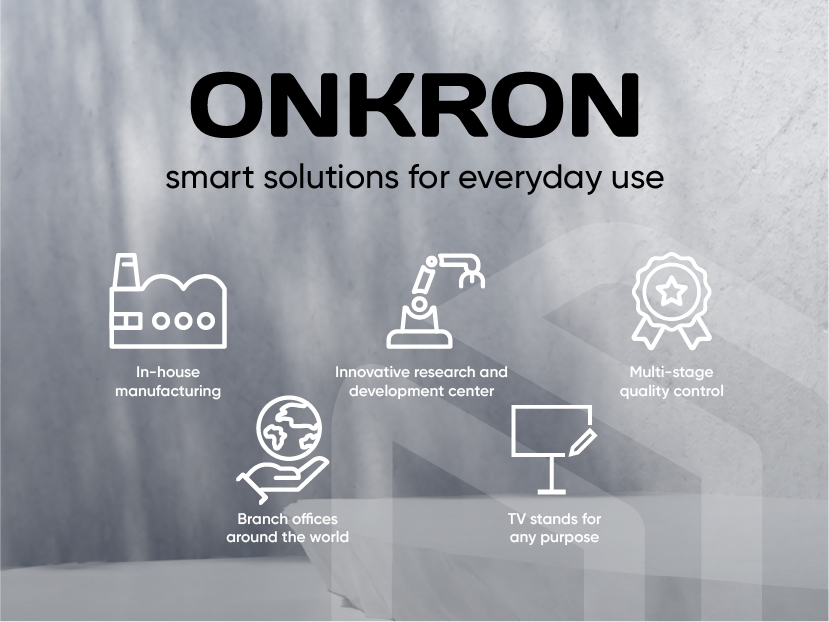 ONKRON
smart solutions for everyday use
In-house
manufacturing
Innovative research and
development center
Multi-stage
quality control
Branch offices
around the world
TV stands for
any purpose